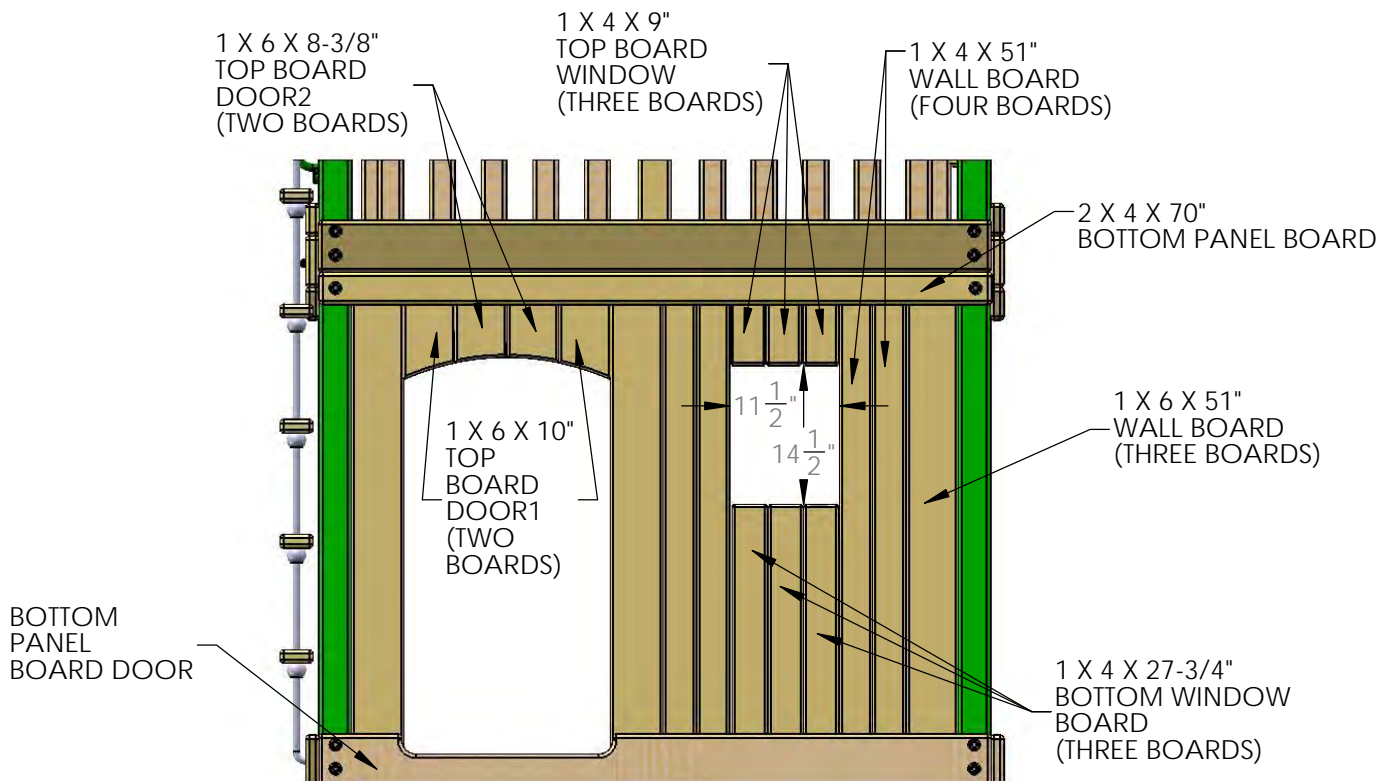 1 X 6 X 8-3/8"
TOP BOARD
DOOR2
(TWO BOARDS)
1 X 4 X 9"
TOP BOARD
WINDOW
(THREE BOARDS)
1 X 4 X 51"
WALL BOARD
(FOUR BOARDS)
2 X 4 X 70"
BOTTOM PANEL BOARD
11 1/2"
14 1/2"
1 X 6 X 10"
TOP
BOARD
DOOR1
(TWO
BOARDS)
1 X 6 X 51"
WALL BOARD
(THREE BOARDS)
BOTTOM
PANEL
BOARD DOOR
1 X 4 X 27-3/4"
BOTTOM WINDOW
BOARD
(THREE BOARDS)